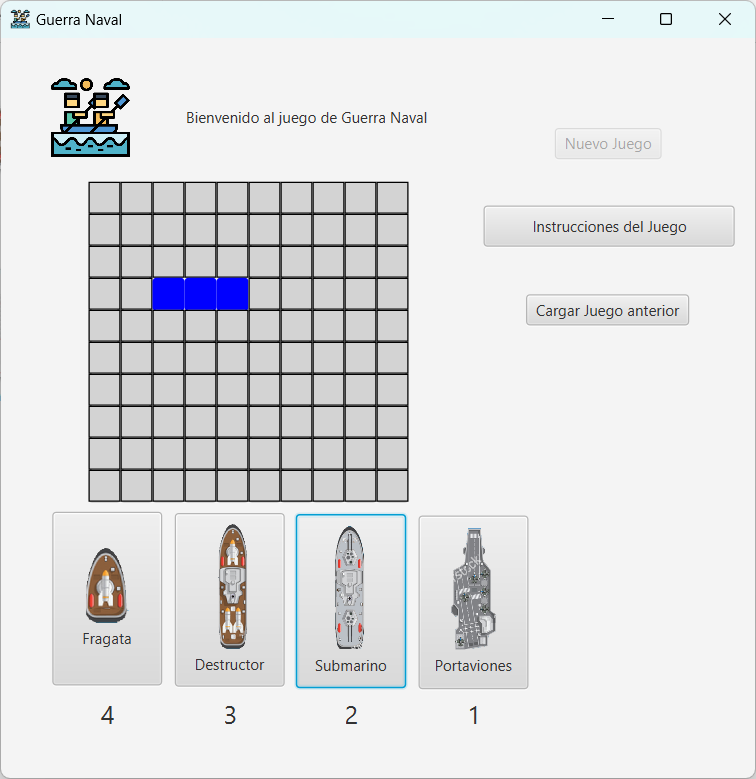 Guerra Naval
Bienvenido al juego de Guerra Naval
Nuevo Juego
Instrucciones del Juego
Cargar Juego anterior
Fragata
Destructor
Submarino
Portaviones
4
3
2
1